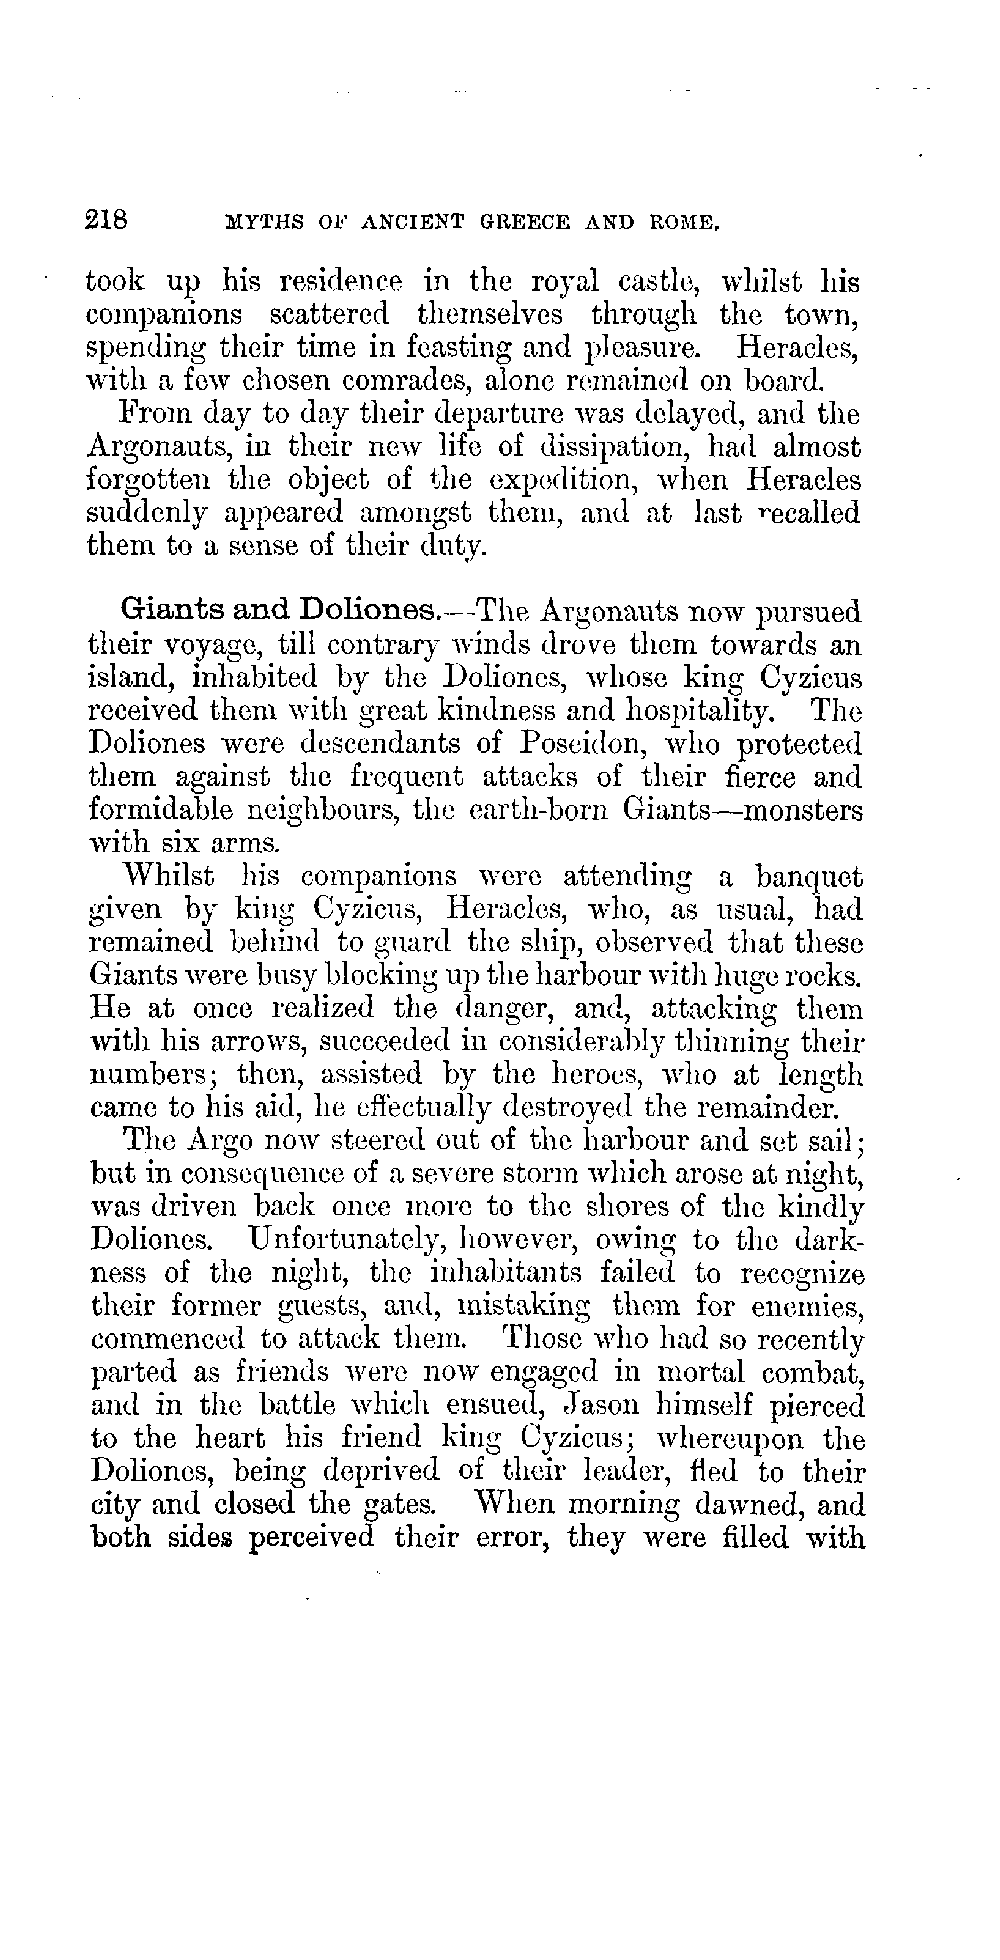 218 MYTHS OF ANCIENT GREECE AND ROME.
took up his residence in the royal castle, whilst his
companions scattered themselves through the town,
spending their time in feasting and pleasure. Heracles,
with a few chosen comrades, alone remained on board.
From day to day their departure was delayed, and the
Argonauts, in their new life of dissipation, had almost
forgotten the object of the expedition, when Heracles
suddenly appeared amongst them, and at last recalled
them to a sense of their duty.
Giants and Doliones.—The Argonauts now pursued
their voyage, till contrary winds drove them towards an
island, inhabited by the Doliones, whose king Cyzicus
received them with great kindness and hospitality. The
Doliones were descendants of Poseidon, who protected
them against the frequent attacks of their fierce and
formidable neighbours, the earth-born Giants—monsters
with six arms.
Whilst his companions were attending a banquet
given by king Cyzicus, Heracles, who, as usual, had
remained behind to guard the ship, observed that these
Giants were busy blocking up the harbour with huge rocks.
He at once realized the danger, and, attacking them
with his arrows, succeeded in considerably thinning their
numbers; then, assisted by the heroes, who at length
came to his aid, he effectually destroyed the remainder.
The Argo now steered out of the harbour and set sail;
but in consequence of a severe storm which arose at night,
was driven back once more to the shores of the kindly
Doliones. Unfortunately, however, owing to the dark-
ness of the night, the inhabitants failed to recognize
their former guests, and, mistaking them for enemies,
commenced to attack them. Those who had so recently
parted as friends were now engaged in mortal combat,
and in the battle which ensued, Jason himself pierced
to the heart his friend king Cyzicus; whereupon the
Doliones, being deprived of their leader, fled to their
city and closed the gates. When morning dawned, and
both sides perceived their error, they were filled with